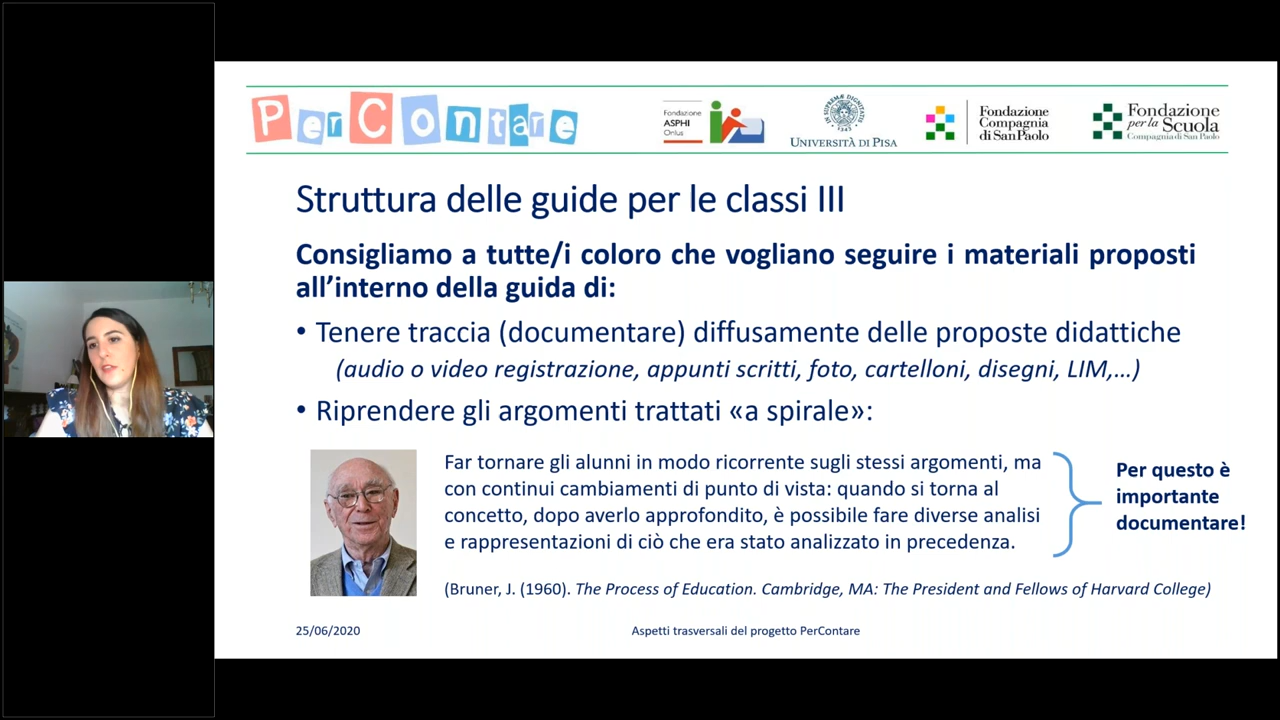 PerContare
Fondazione
ASPHI
Onlus
UNIVERSITÀ DI PISA
Fondazione
Compagnia
di San Paolo
Fondazione
per la Scuola
Compagnia di San Paolo
Struttura delle guide per le classi III
Consigliamo a tutte/i coloro che vogliano seguire i materiali proposti
all’interno della guida di:
• Tenere traccia (documentare) diffusamente delle proposte didattiche
(audio o video registrazione, appunti scritti, foto, cartelloni, disegni, LIM,…)
• Riprendere gli argomenti trattati «a spirale»:
Far tornare gli alunni in modo ricorrente sugli stessi argomenti, ma
con continui cambiamenti di punto di vista: quando si torna al
concetto, dopo averlo approfondito, è possibile fare diverse analisi
e rappresentazioni di ciò che era stato analizzato in precedenza.
Per questo è
importante
documentare!
(Bruner, J. (1960). The Process of Education. Cambridge, MA: The President and Fellows of Harvard College)
25/06/2020
Aspetti trasversali del progetto PerContare